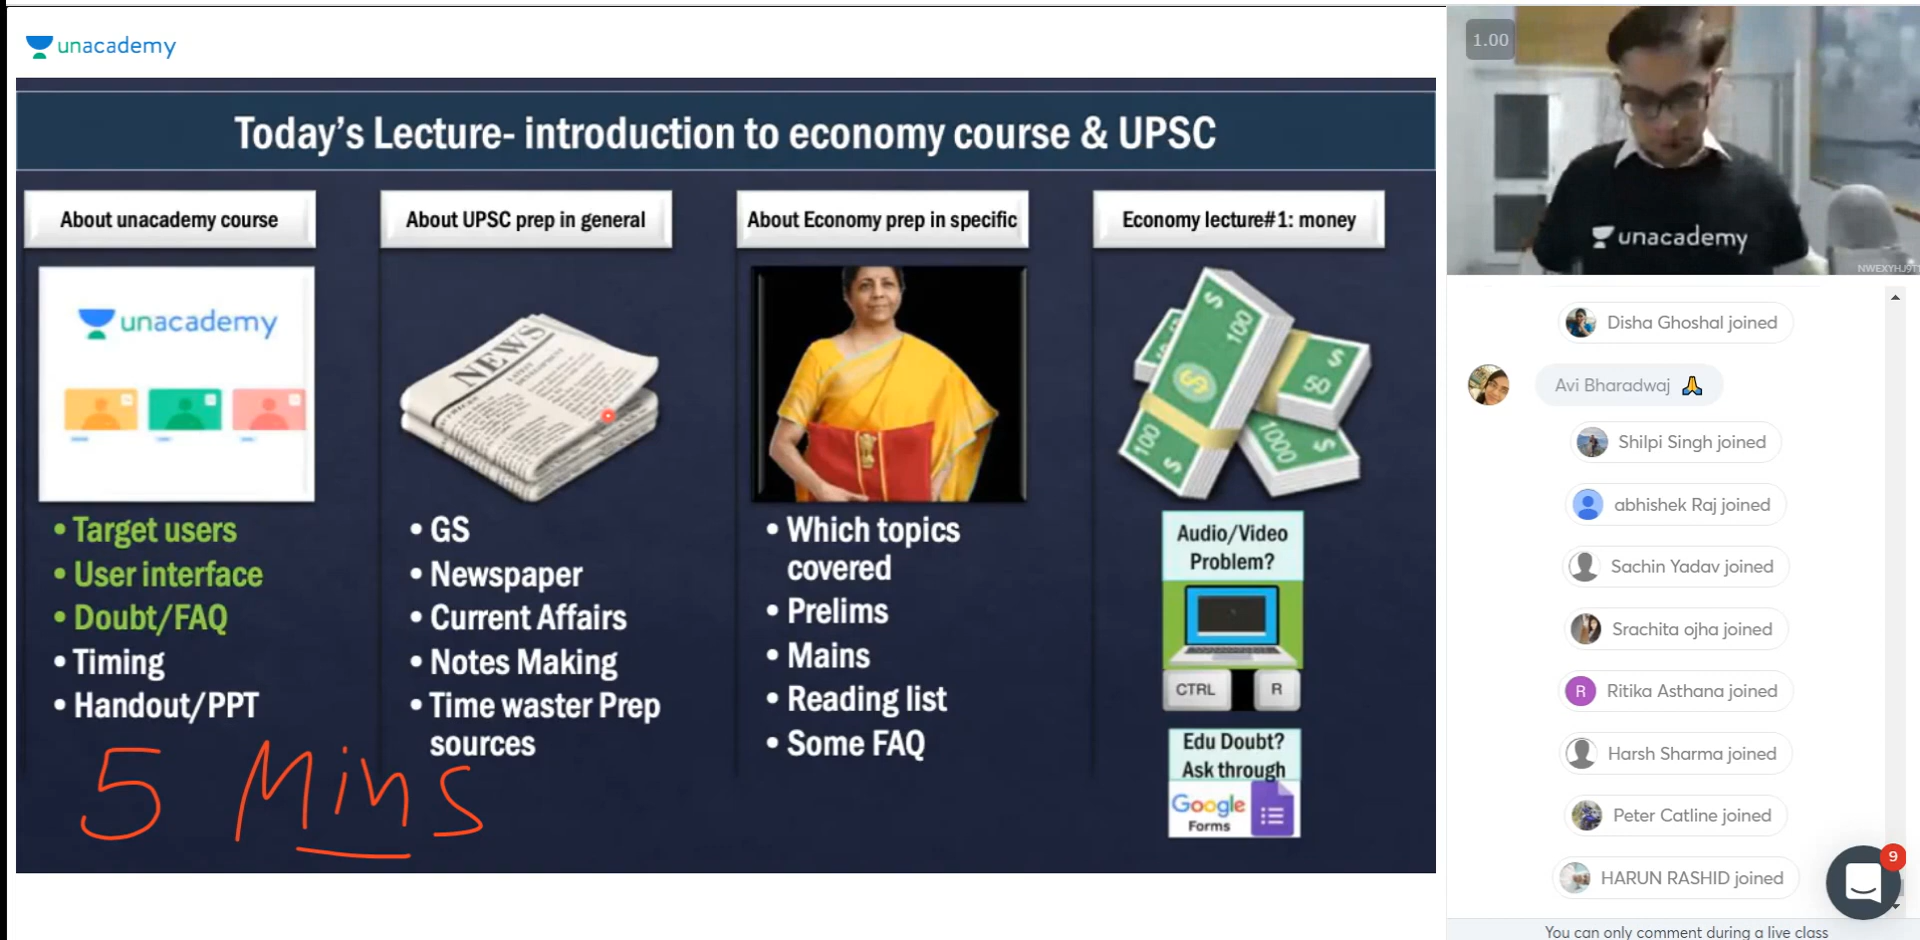 unacademy
Today's Lecture- introduction to economy course & UPSC
About unacademy course
unacademy
• Target users
• User interface
• Doubt/FAQ
• Timing
• Handout/PPT
5 Mins
About UPSC prep in general
NEWS
• GS
• Newspaper
• Current Affairs
• Notes Making
• Time waster Prep
sources
About Economy prep in specific
• Which topics
covered
• Prelims
• Mains
• Reading list
• Some FAQ
Economy lecture#1: money
$
100
$
50
100
$
1000
$
Audio/Video
Problem?
CTRL
R
Edu Doubt?
Ask through
Google
Forms
1.00
unacademy
Disha Ghoshal joined
Avi Bharadwaj 🙏
Shilpi Singh joined
abhishek Raj joined
Sachin Yadav joined
Srachita ojha joined
R Ritika Asthana joined
Harsh Sharma joined
Peter Catline joined
HARUN RASHID joined
9
You can only comment during a live class